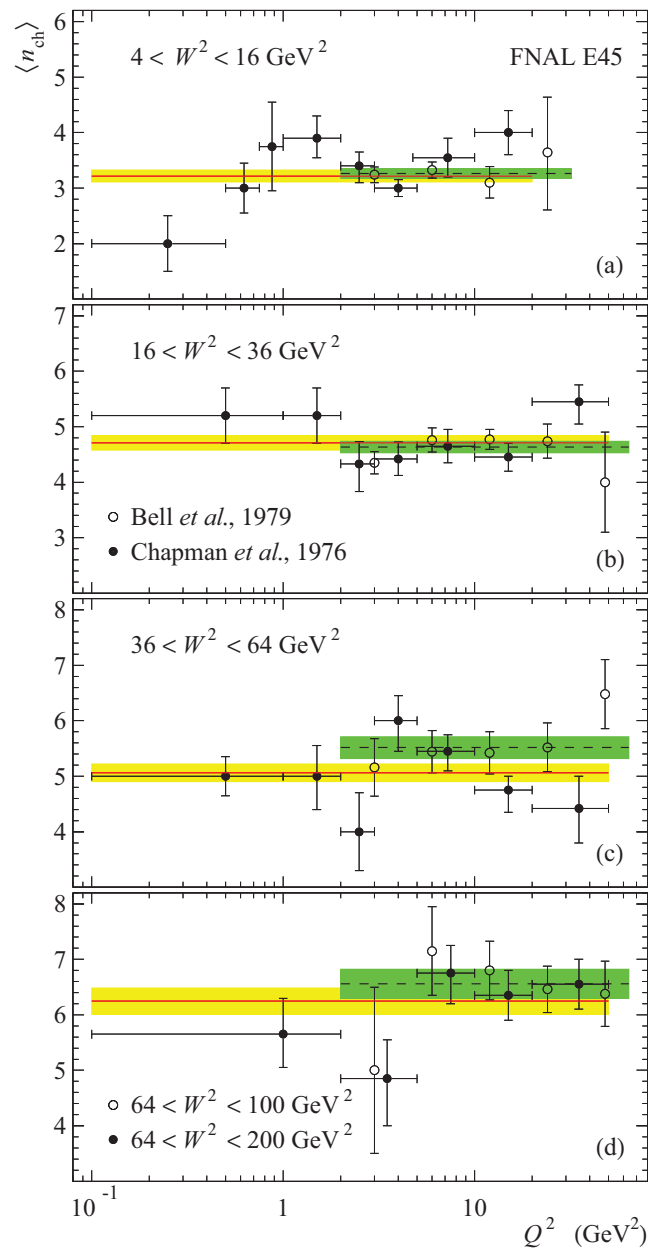 ⟨n_ch⟩
6
5
4
3
2
4 < W² < 16 GeV²
FNAL E45
(a)
7
6
5
4
3
16 < W² < 36 GeV²
Bell et al., 1979
Chapman et al., 1976
(b)
8
7
6
5
4
36 < W² < 64 GeV²
(c)
8
7
6
5
4
64 < W² < 100 GeV²
64 < W² < 200 GeV²
(d)
10⁻¹ 1 10
Q² (GeV²)